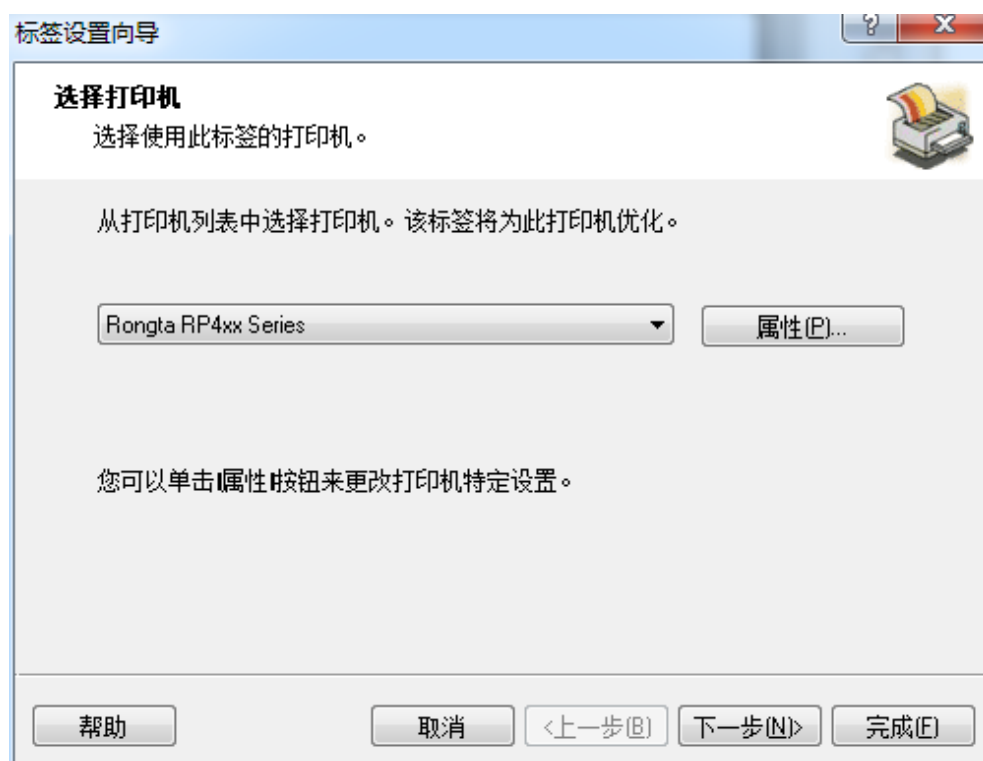 标签设置向导
?
X
选择打印机
选择使用此标签的打印机。
从打印机列表中选择打印机。该标签将为此打印机优化。
Rongta RP4xx Series
属性(P)...
您可以单击|属性|按钮来更改打印机特定设置。
帮助
取消
<上一步(B)
下一步(N)>
完成(F)